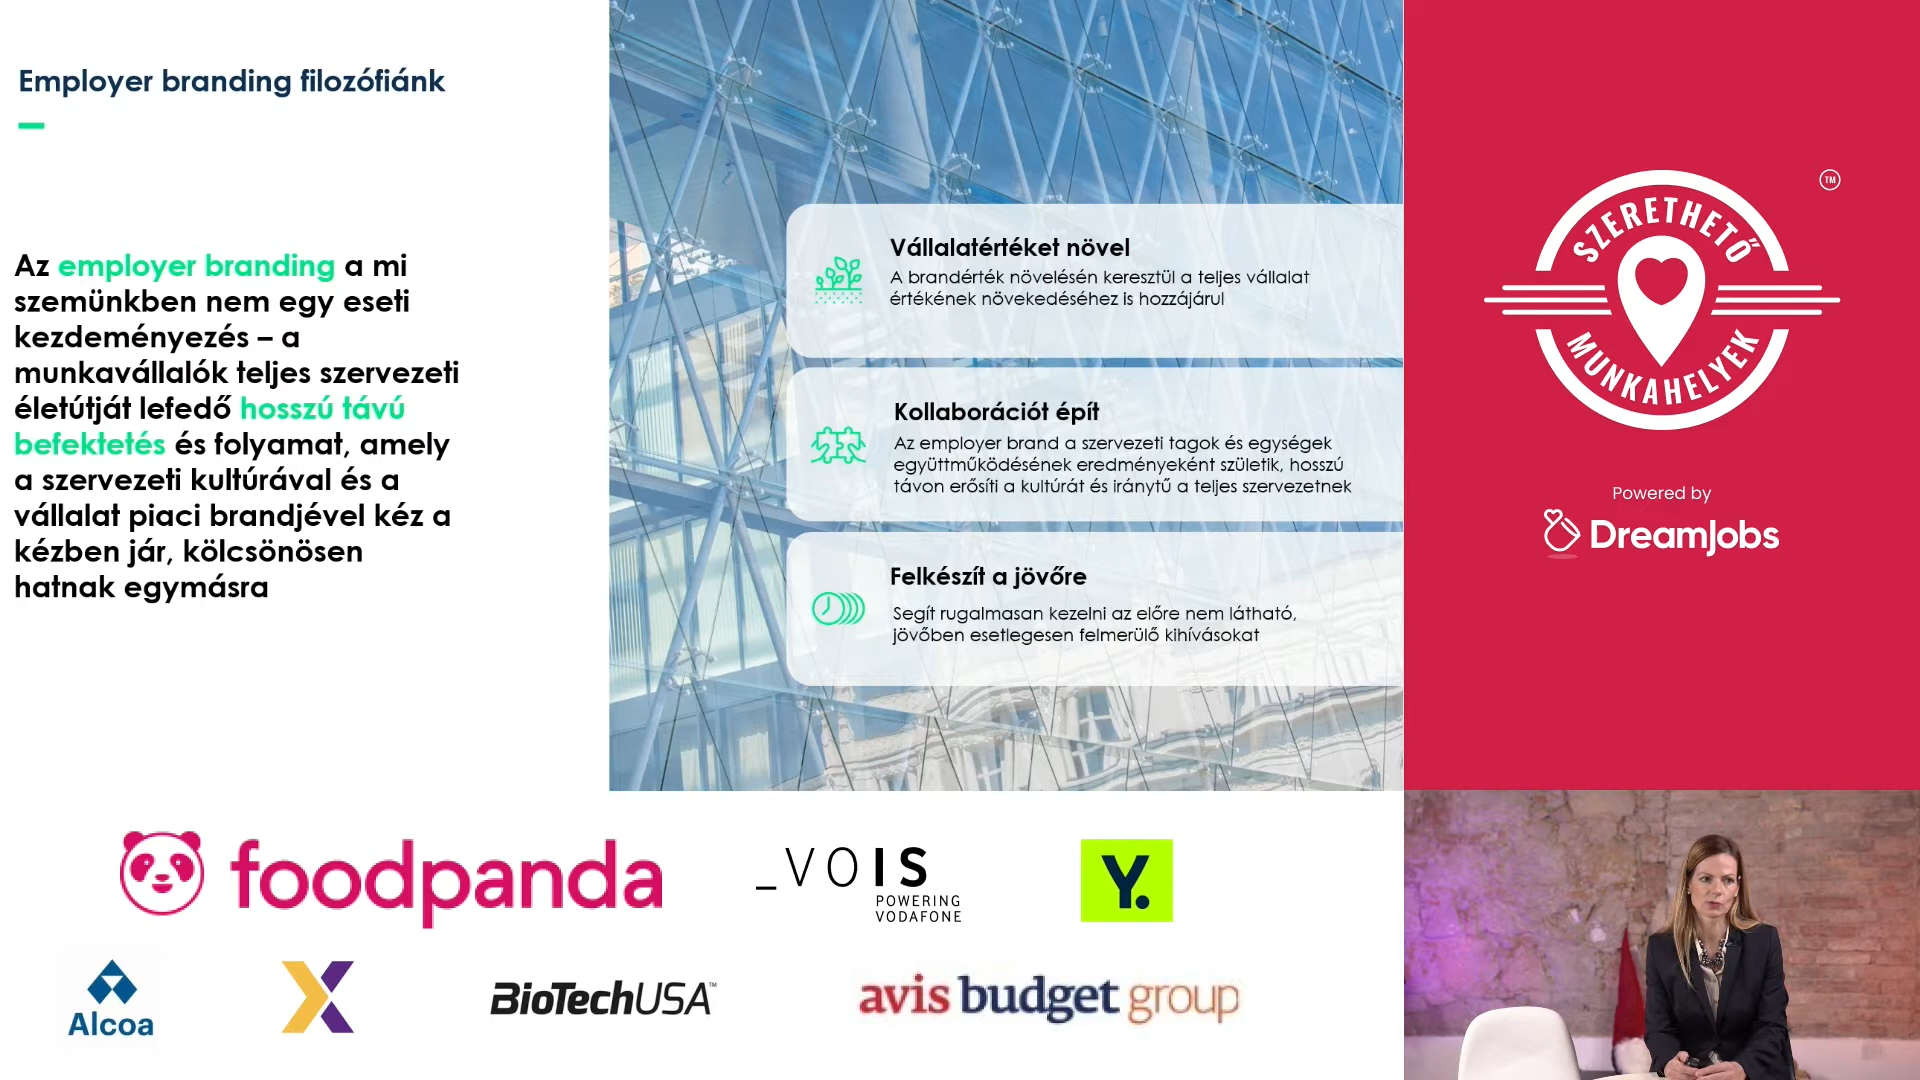 Employer branding filozófiánk
Az employer branding a mi
szemünkben nem egy eseti
kezdeményezés – a
munkavállalók teljes szervezeti
életútját lefedő hosszú távú
befektetés és folyamat, amely
a szervezeti kultúrával és a
vállalat piaci brandjével kéz a
kézben jár, kölcsönösen
hatnak egymásra
Vállalatértéket növel
A brandérték növelésén keresztül a teljes vállalat
értékének növekedéséhez is hozzájárul
Kollaborációt épít
Az employer brand a szervezeti tagok és egységek
együttműködésének eredményeként születik, hosszú
távon erősíti a kultúrát és iránytű a teljes szervezetnek
Felkészít a jövőre
Segít rugalmasan kezelni az előre nem látható,
jövőben esetlegesen felmerülő kihívásokat
TM
SZERETHETŐ
MUNKAHELYEK
Powered by
DreamJobs
foodpanda
_VOIS
POWERING
VODAFONE
Y.
Alcoa
X
BioTechUSA™
avis budget group